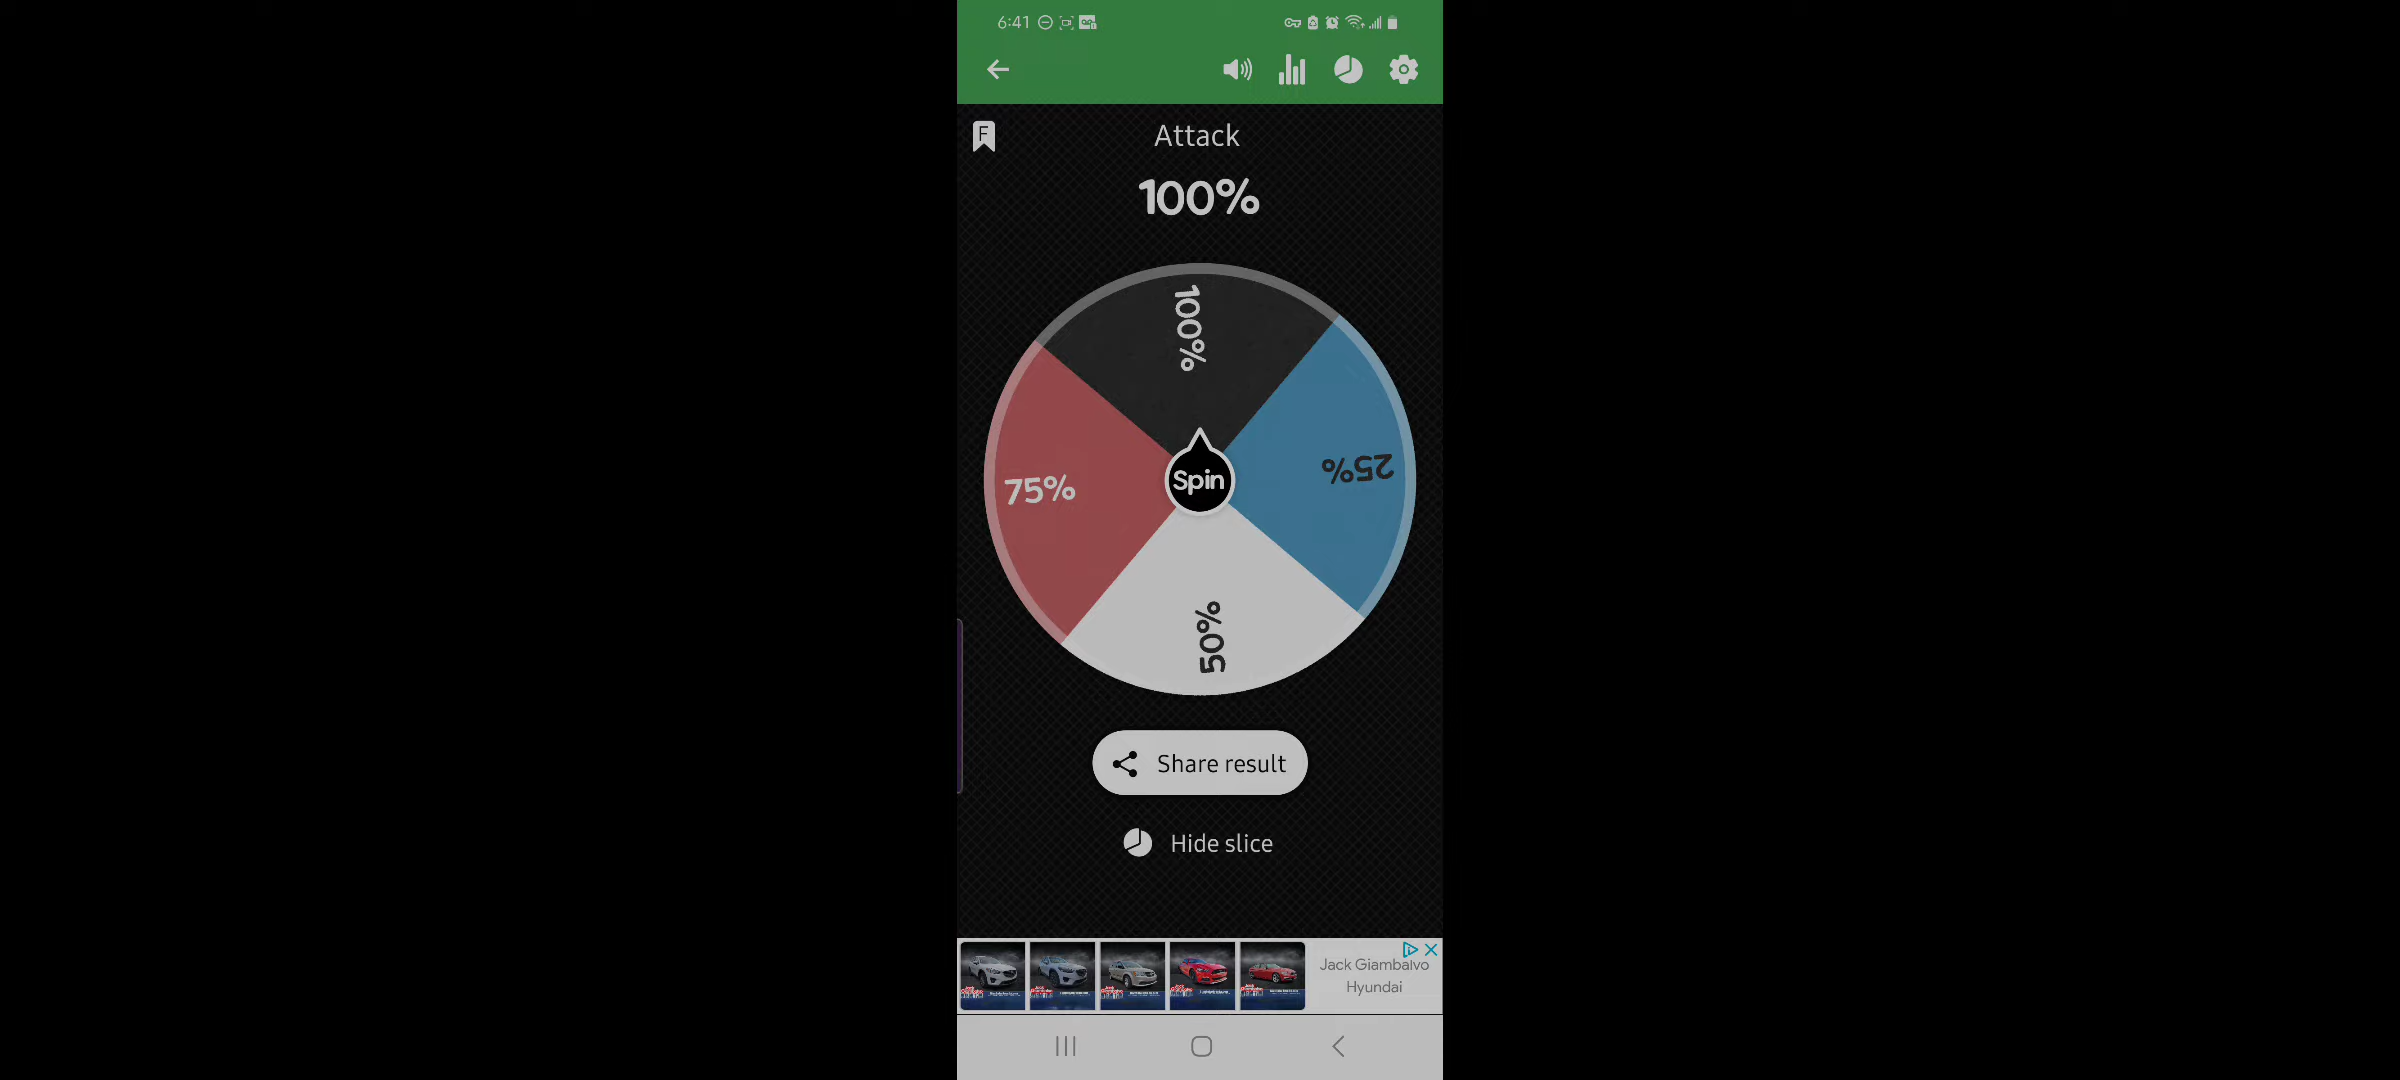 6:41
F
Attack
100%
100%
25%
75%
Spin
50%
Share result
Hide slice
Jack Giambalvo
Hyundai